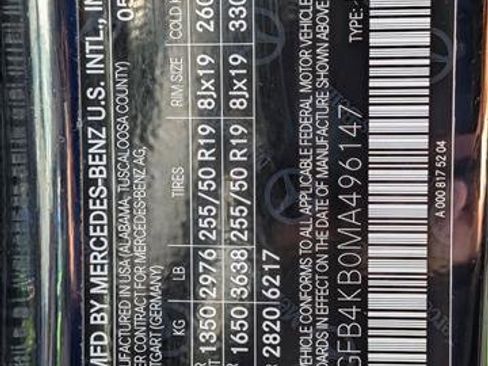 MFD BY MERCEDES-BENZ U.S. INTL., IN
UFACTURED IN USA (ALABAMA, TUSCALOOSA COUNTY)
ER CONTRACT FOR MERCEDES-BENZ AG,
TGART (GERMANY)
05
KG LB TIRES RIM SIZE COLD
1350 2976 255/50 R19 8Jx19 260
1650 3638 255/50 R19 8Jx19 330
2820 6217
VEHICLE CONFORMS TO ALL APPLICABLE FEDERAL MOTOR VEHICLE
DARDS IN EFFECT ON THE DATE OF MANUFACTURE SHOWN ABOVE
GFB4KB0MA496147 TYPE:
A 000 817 52 04